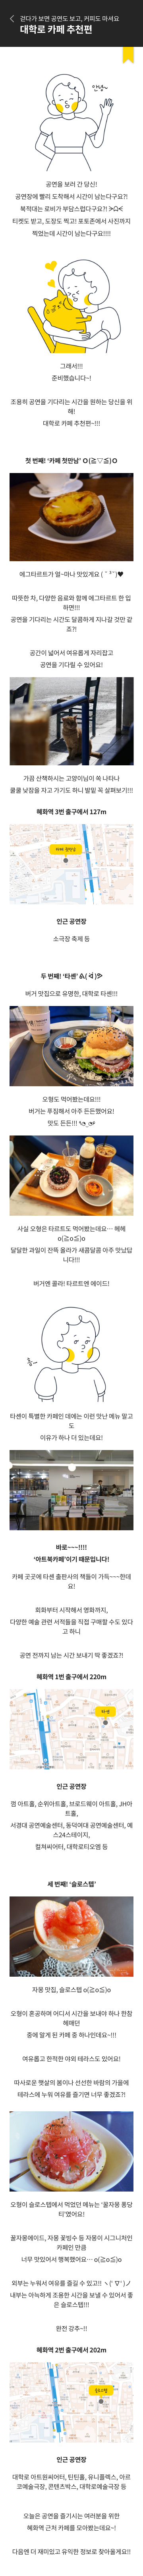 걷다가 보면 공연도 보고, 커피도 마셔요
대학로 카페 추천편
안녕~
공연을 보러 간 당신!
공연장에 빨리 도착해서 시간이 남는다구요?!
북적대는 로비가 부담스럽다구요?!
티켓도 받고, 도장도 찍고! 포토존에서 사진까지
찍었는데 시간이 남는다구요!!!!
그래서!!!
준비했습니다~!
조용히 공연을 기다리는 시간을 원하는 당신을 위
해!
대학로 카페 추천편~!!!
첫 번째! '카페 첫만남' O(≧▽≦)O
에그타르트가 얼~마나 맛있게요
따뜻한 차, 다양한 음료와 함께 에그타르트 한 입
하면!!!
공연을 기다리는 시간도 달콤하게 지나갈 것만 같
죠?!
공간이 넓어서 여유롭게 자리잡고
공연을 기다릴 수 있어요!
가끔 산책하시는 고양이님이 쏙 나타나
쿨쿨 낮잠을 자고 가기도 하니 발밑 꼭 살펴보기!!!
혜화역 3번 출구에서 127m
인근 공연장
소극장 축제 등
두 번째! '타셴'
버거 맛집으로 유명한, 대학로 타셴!!!
오형도 먹어봤는데요!!!
버거는 푸짐해서 아주 든든했어요!
맛도 든든!!!
사실 오형은 타르트도 먹어봤는데요… 헤헤
o(≧o≦)o
달달한 과일이 잔뜩 올라가 새콤달콤 아주 맛났답
니다!!!
버거엔 콜라! 타르트엔 에이드!
타셴이 특별한 카페인 데에는 이런 맛난 메뉴 말고
도
이유가 하나 더 있는데요!
바로~~~!!!!
'아트북카페'이기 때문입니다!
카페 곳곳에 타셴 출판사의 책들이 가득~~~한데
요!
회화부터 시작해서 영화까지,
다양한 예술 관련 서적들을 직접 구매할 수도 있다
고 하니
공연 전까지 남는 시간 보내기 딱 좋겠죠?!
혜화역 1번 출구에서 220m
타셴
인근 공연장
엠 아트홀, 순위아트홀, 브로드웨이 아트홀, JH아
트홀,
서경대 공연예술센터, 동덕여대 공연예술센터, 예
스24스테이지,
컬쳐씨어터, 대학로티오엠 등
세 번째! '슬로스텝'
자몽 맛집, 슬로스텝 o(≧o≦)o
오형이 혼공하며 어디서 시간을 보내야 하나 한참
헤매던
중에 알게 된 카페 중 하나인데요~!!!
여유롭고 한적한 야외 테라스도 있어요!
따사로운 햇살의 봄이나 선선한 바람의 가을에
테라스에 누워 여유를 즐기면 너무 좋겠죠?!
오형이 슬로스텝에서 먹었던 메뉴는 '꿀자몽 퐁당
티'였어요!
꿀자몽에이드, 자몽 꽃빙수 등 자몽이 시그니처인
카페인 만큼
너무 맛있어서 행복했어요… o(≧o≦)o
외부는 누워서 여유를 즐길 수 있고!!
내부는 아늑하게 조용한 시간을 보낼 수 있어서 좋
은 슬로스텝!!!
완전 강추~!!
혜화역 2번 출구에서 202m
슬로스텝
인근 공연장
대학로 아트원씨어터, 틴틴홀, 유니플렉스, 아르
코예술극장, 콘텐츠박스, 대학로예술극장 등
오늘은 공연을 즐기시는 여러분을 위한
혜화역 근처 카페를 모아봤는데요~!
다음엔 더 재미있고 유익한 정보로 찾아올게요!!